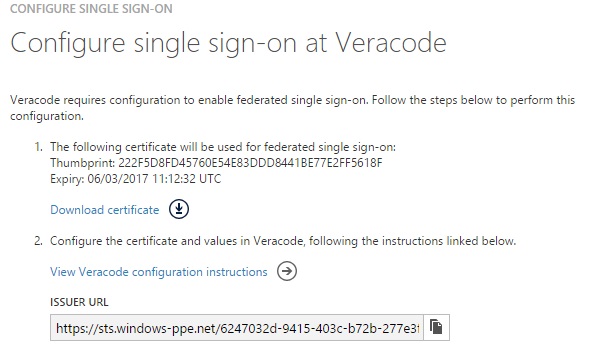 CONFIGURE SINGLE SIGN-ON
Configure single sign-on at Veracode
Veracode requires configuration to enable federated single sign-on. Follow the steps below to perform this
configuration.
1. The following certificate will be used for federated single sign-on:
Thumbprint: 222F5D8FD45760E54E83DDD8441BE77E2FF5618F
Expiry: 06/03/2017 11:12:32 UTC
Download certificate
2. Configure the certificate and values in Veracode, following the instructions linked below.
View Veracode configuration instructions
ISSUER URL
https://sts.windows-ppe.net/6247032d-9415-403c-b72b-277e3f